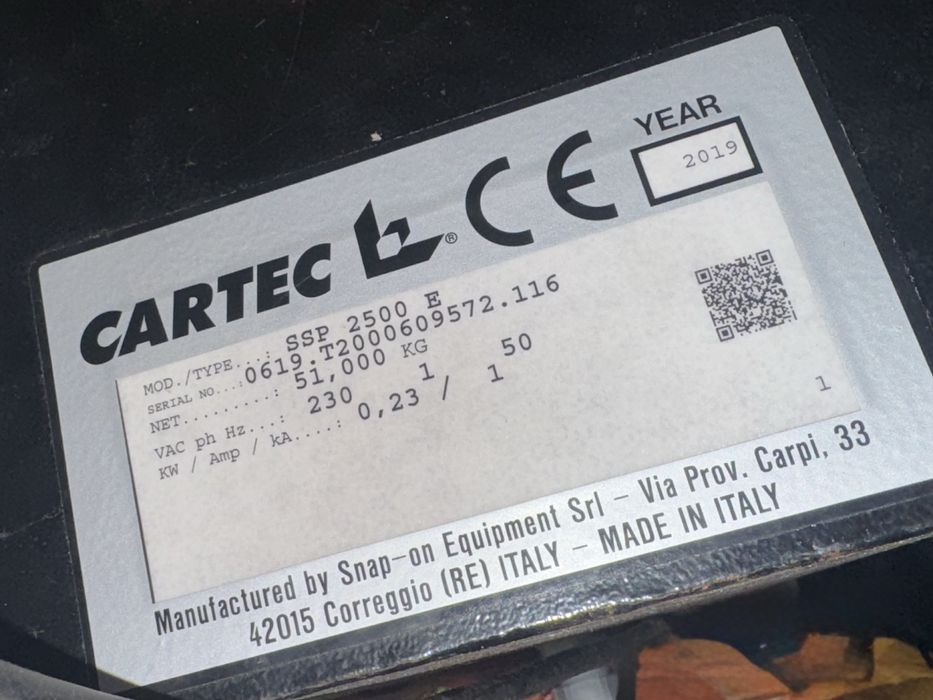 YEAR
2019
CARTEC ® CE
MOD./TYPE...: SSP 2500 E
SERIAL NO...: 0619.T2000609572.116
NET.........: 51,000 KG
VAC ph Hz...: 230 1 50
KW / Amp / kA....: 0,23 / 1
1
Manufactured by Snap-on Equipment Srl - Via Prov. Carpi, 33
42015 Correggio (RE) ITALY - MADE IN ITALY